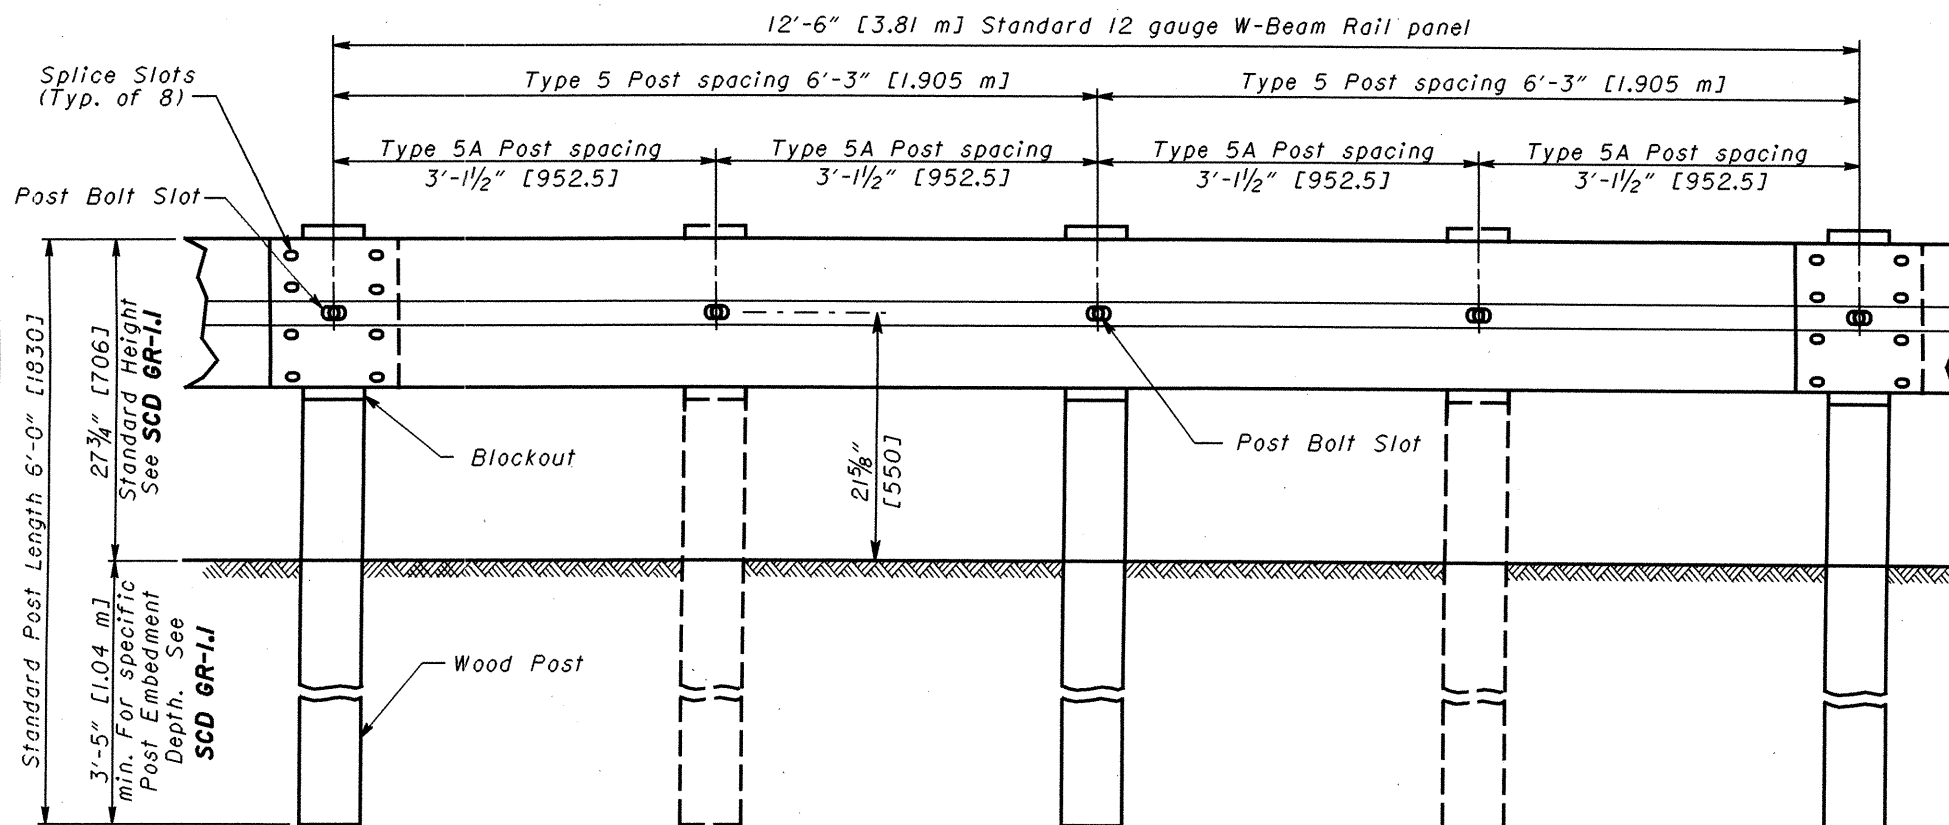 12'-6" [3.81 m] Standard 12 gauge W-Beam Rail panel
Splice Slots
(Typ. of 8)
Type 5 Post spacing 6'-3" [1.905 m]
Type 5 Post spacing 6'-3" [1.905 m]
Type 5A Post spacing
3'-1½" [952.5]
Type 5A Post spacing
3'-1½" [952.5]
Type 5A Post spacing
3'-1½" [952.5]
Type 5A Post spacing
3'-1½" [952.5]
Post Bolt Slot
Standard Post Length 6'-0" [1830]
27¾" [706]
Standard Height
See SCD GR-1.1
Blockout
21⅝"
[550]
Post Bolt Slot
3'-5" [1.04 m]
min. For specific
Post Embedment
Depth. See
SCD GR-1.1
Wood Post